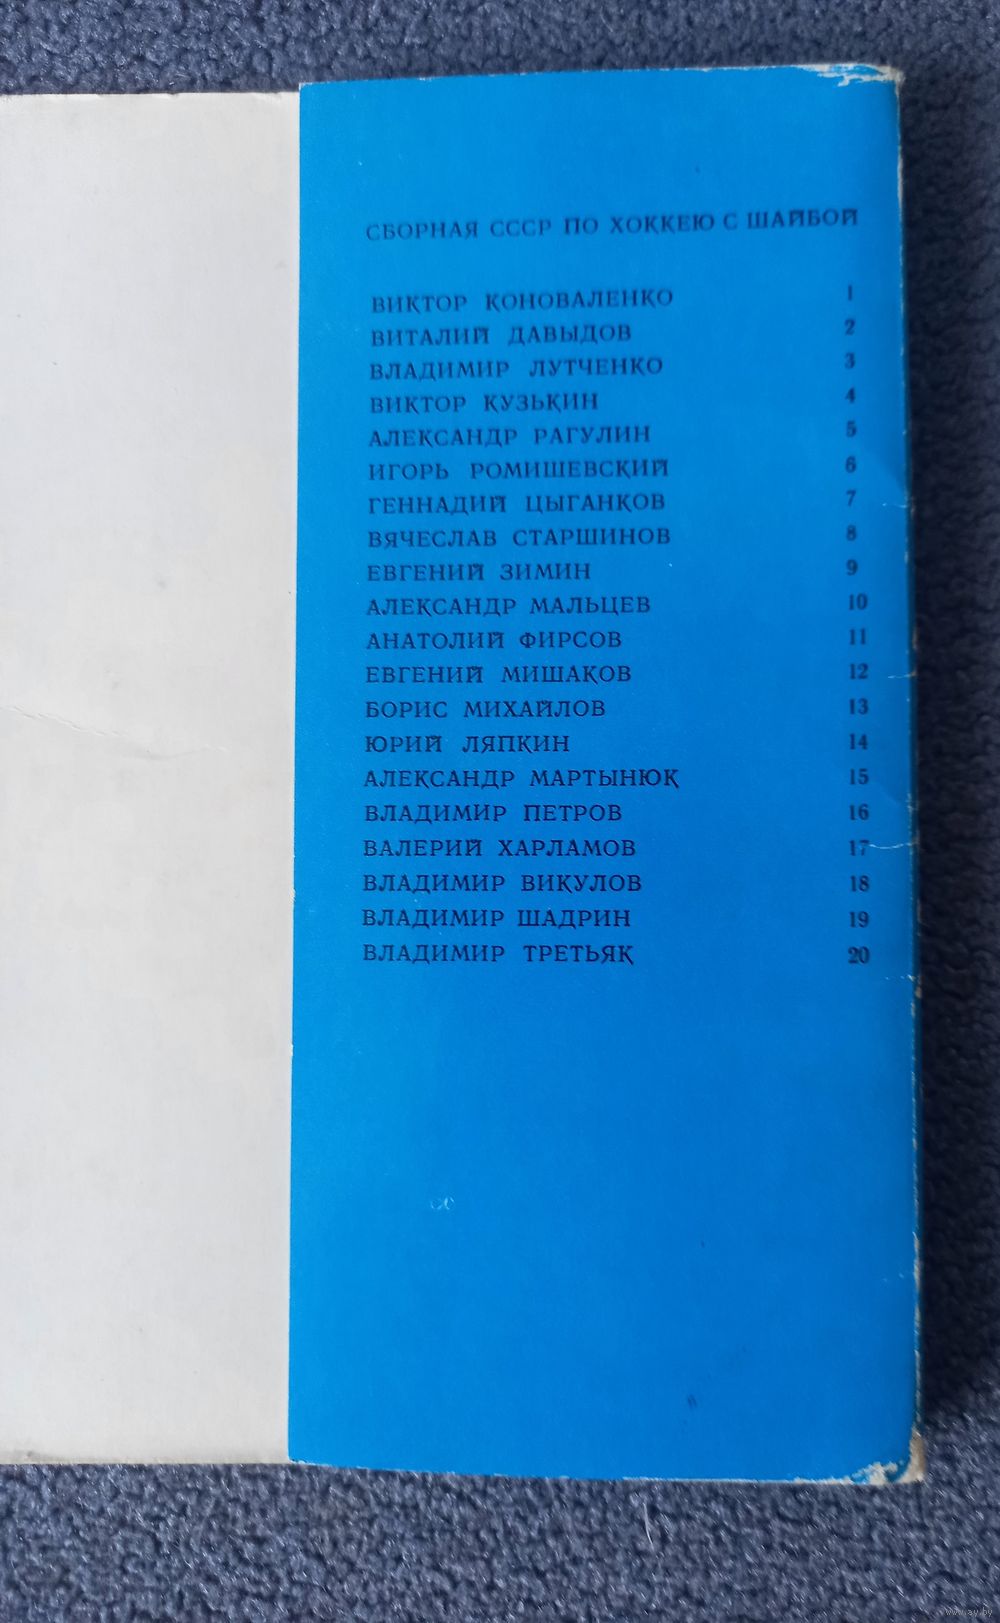 СБОРНАЯ СССР ПО ХОККЕЮ С ШАЙБОЙ
ВИКТОР КОНОВАЛЕНКО 1
ВИТАЛИЙ ДАВЫДОВ 2
ВЛАДИМИР ЛУТЧЕНКО 3
ВИКТОР КУЗЬКИН 4
АЛЕКСАНДР РАГУЛИН 5
ИГОРЬ РОМИШЕВСКИЙ 6
ГЕННАДИЙ ЦЫГАНКОВ 7
ВЯЧЕСЛАВ СТАРШИНОВ 8
ЕВГЕНИЙ ЗИМИН 9
АЛЕКСАНДР МАЛЬЦЕВ 10
АНАТОЛИЙ ФИРСОВ 11
ЕВГЕНИЙ МИШАКОВ 12
БОРИС МИХАЙЛОВ 13
ЮРИЙ ЛЯПКИН 14
АЛЕКСАНДР МАРТЫНЮК 15
ВЛАДИМИР ПЕТРОВ 16
ВАЛЕРИЙ ХАРЛАМОВ 17
ВЛАДИМИР ВИКУЛОВ 18
ВЛАДИМИР ШАДРИН 19
ВЛАДИМИР ТРЕТЬЯК 20